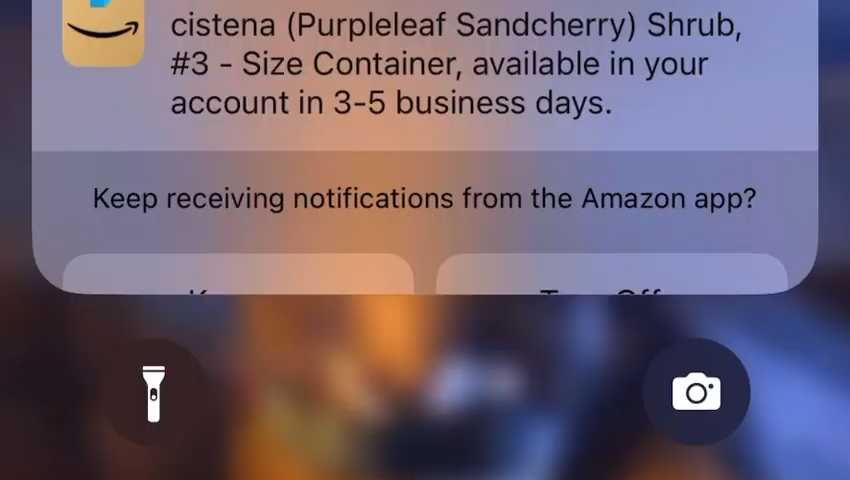 cistena (Purpleleaf Sandcherry) Shrub,
#3 - Size Container, available in your
account in 3-5 business days.
Keep receiving notifications from the Amazon app?